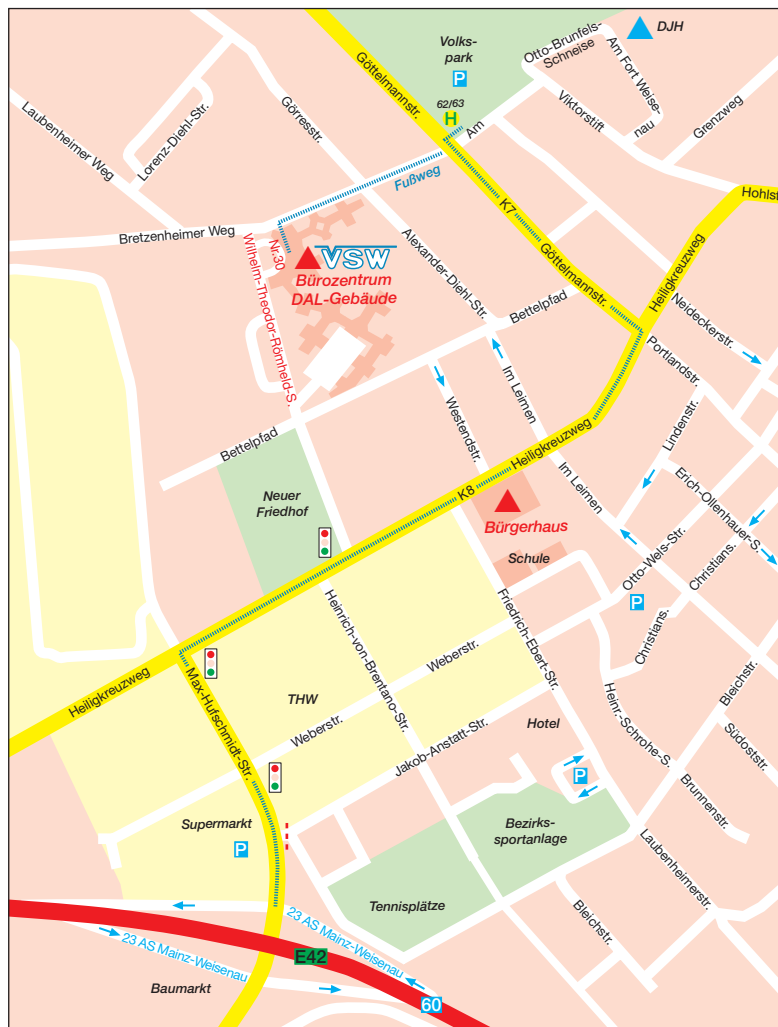 Volks-
park
P
62/63
H
Göttelmannstr.
Otto-Brunfels-
Schneise
DJH
Am Fort Weise-
nau
Viktorstift
Grenzweg
Am
Hohlst
Laubenheimer Weg
Lorenz-Diehl-Str.
Görresstr.
Fußweg
K7
Bretzenheimer Weg
Nr.30
Wilhelm-Theodor-Römheld-S.
VSW
Bürozentrum
DAL-Gebäude
Alexander-Diehl-Str.
Göttelmannstr.
Heiligkreuzweg
Neideckerstr.
Bettelpfad
Portlandstr.
Im Leimen
Westendstr.
Lindenstr.
Bettelpfad
Heiligkreuzweg
K8
Im Leimen
Erich-Ollenhauer-S.
Neuer
Friedhof
Bürgerhaus
Schule
Otto-Wels-Str.
Christians.
P
Christians.
Heinrich-von-Brentano-Str.
Friedrich-Ebert-Str.
Weberstr.
Heiligkreuzweg
Max-Hufschmidt-Str.
THW
Weberstr.
Jakob-Anstatt-Str.
Hotel
P
Heinr.-Schrohe-S.
Bleichstr.
Südoststr.
Brunnenstr.
Supermarkt
P
Bezirks-
sportanlage
Tennisplätze
Laubenheimerstr.
Bleichstr.
23 AS Mainz-Weisenau
23 AS Mainz-Weisenau
E42
60
Baumarkt